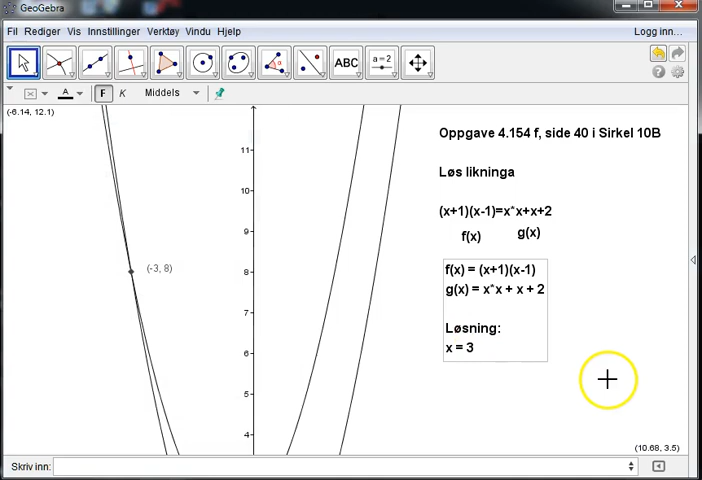 GeoGebra
Fil Rediger Vis Innstillinger Verktøy Vindu Hjelp Logg inn...
ABC a = 2
A F K Middels
(-6.14, 12.1)
11
10
9
8
7
6
5
4
(-3, 8)
Oppgave 4.154 f, side 40 i Sirkel 10B
Løs likninga
(x+1)(x-1)=x*x+x+2
f(x) g(x)
f(x) = (x+1)(x-1)
g(x) = x*x + x + 2
Løsning:
x = 3
(10.68, 3.5)
Skriv inn: